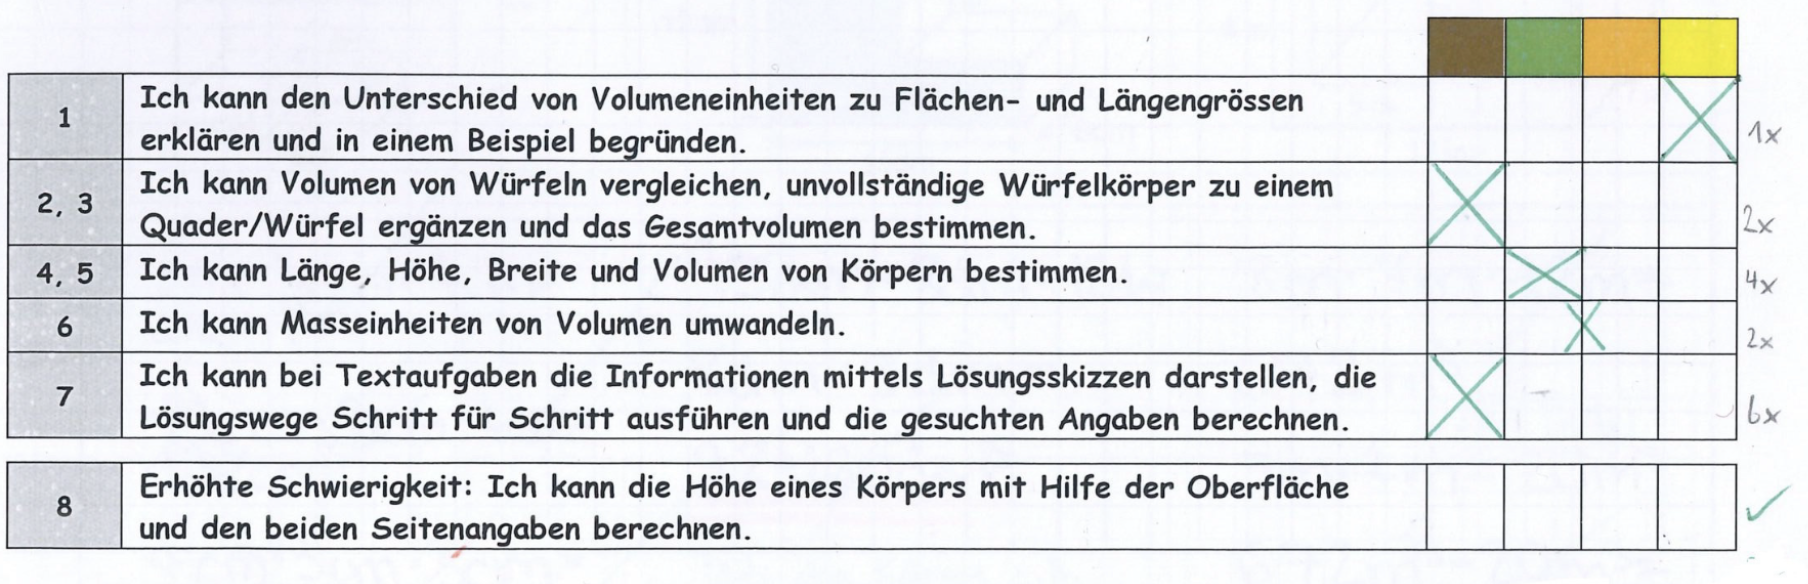 1
Ich kann den Unterschied von Volumeneinheiten zu Flächen- und Längengrössen
erklären und in einem Beispiel begründen.
1x
2, 3
Ich kann Volumen von Würfeln vergleichen, unvollständige Würfelkörper zu einem
Quader/Würfel ergänzen und das Gesamtvolumen bestimmen.
2x
4, 5
Ich kann Länge, Höhe, Breite und Volumen von Körpern bestimmen.
4x
6
Ich kann Masseinheiten von Volumen umwandeln.
2x
7
Ich kann bei Textaufgaben die Informationen mittels Lösungsskizzen darstellen, die
Lösungswege Schritt für Schritt ausführen und die gesuchten Angaben berechnen.
6x
8
Erhöhte Schwierigkeit: Ich kann die Höhe eines Körpers mit Hilfe der Oberfläche
und den beiden Seitenangaben berechnen.